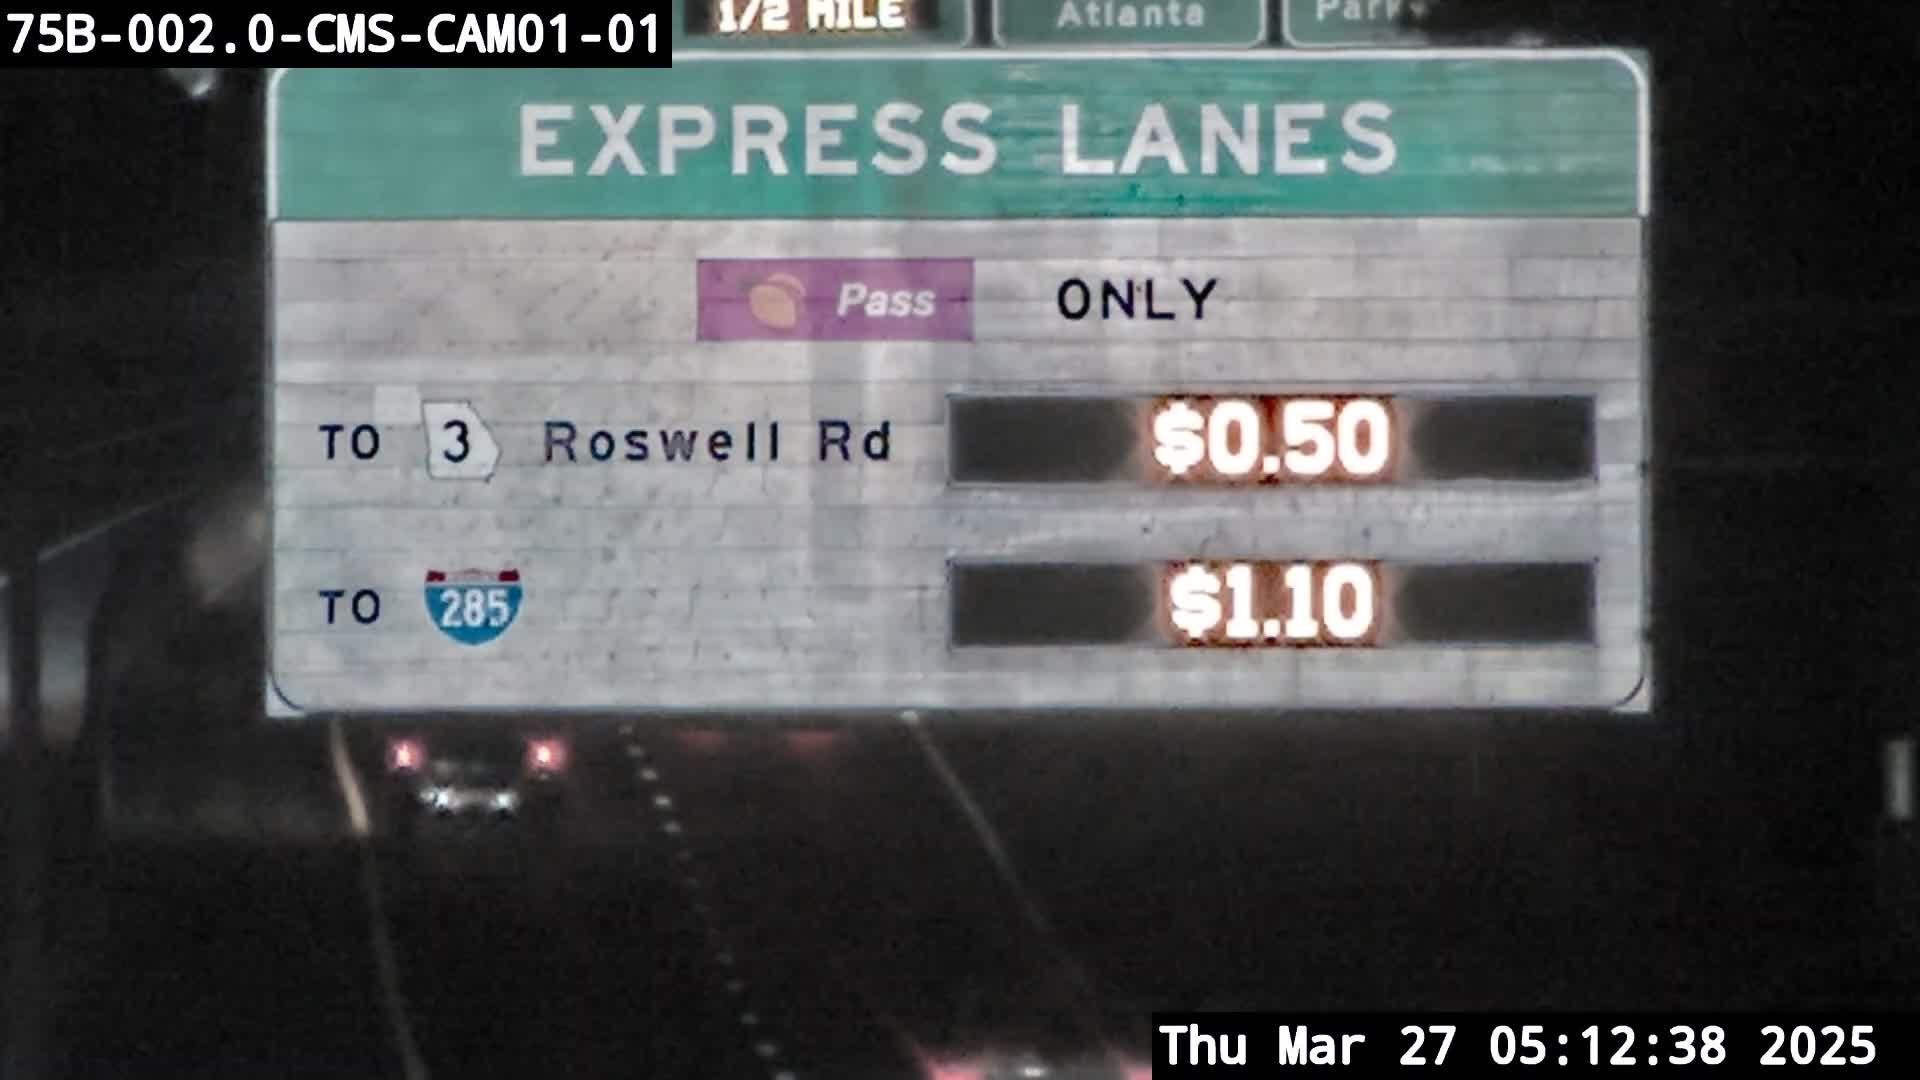 75B-002.0-CMS-CAM01-01
1/2 MILE
Atlanta
EXPRESS LANES
Pass ONLY
TO 3 Roswell Rd $0.50
TO 285 $1.10
Thu Mar 27 05:12:38 2025